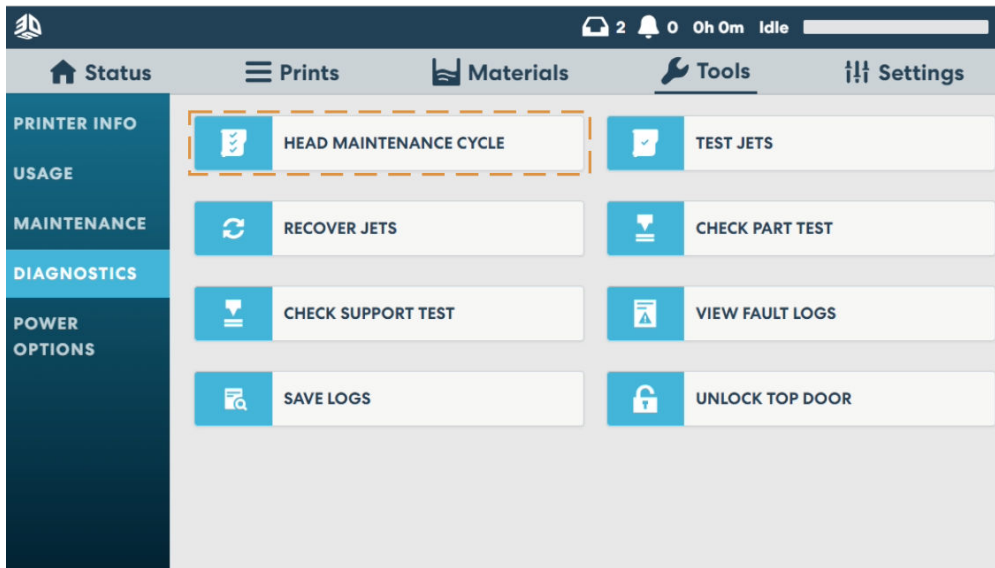 2 0 0h 0m Idle
Status Prints Materials Tools Settings
PRINTER INFO
USAGE
MAINTENANCE
DIAGNOSTICS
POWER
OPTIONS
HEAD MAINTENANCE CYCLE
TEST JETS
RECOVER JETS
CHECK PART TEST
CHECK SUPPORT TEST
VIEW FAULT LOGS
SAVE LOGS
UNLOCK TOP DOOR